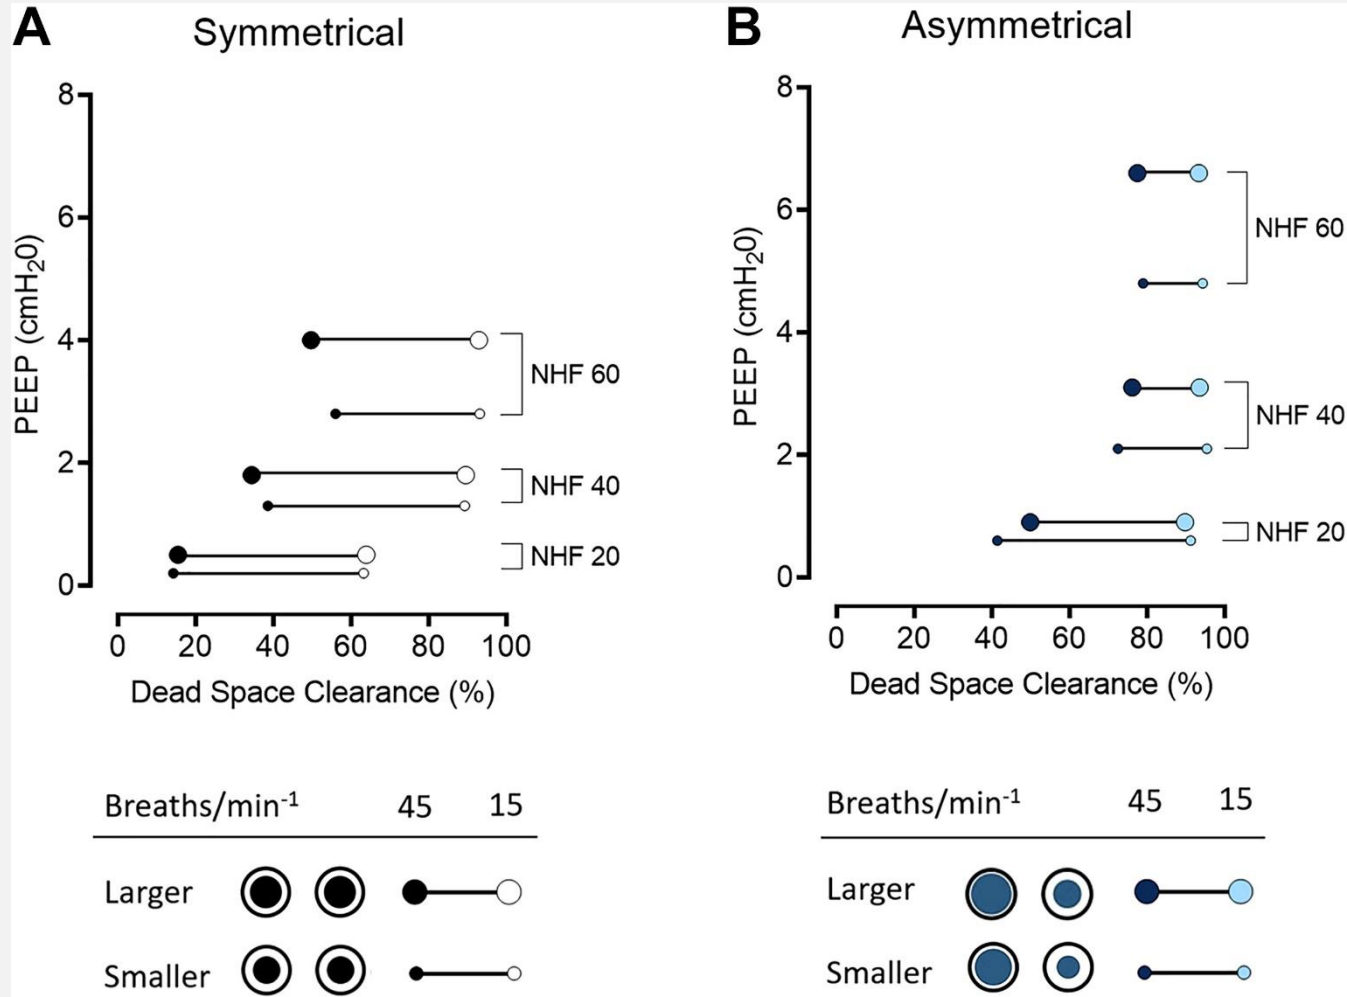 A
Symmetrical
8
6
4
2
0
PEEP (cmH₂0)
NHF 60
NHF 40
NHF 20
0 20 40 60 80 100
Dead Space Clearance (%)
Breaths/min⁻¹ 45 15
Larger
Smaller
B
Asymmetrical
8
6
4
2
0
PEEP (cmH₂0)
NHF 60
NHF 40
NHF 20
0 20 40 60 80 100
Dead Space Clearance (%)
Breaths/min⁻¹ 45 15
Larger
Smaller